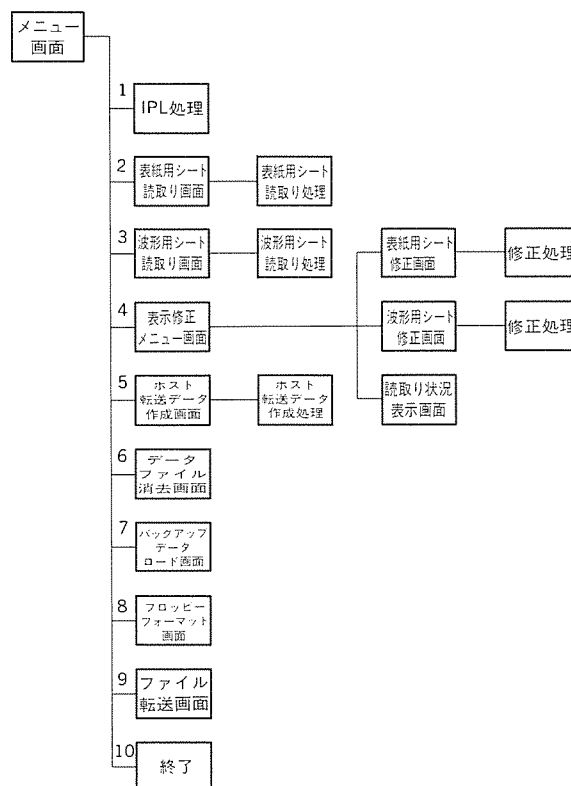 メニュー
画面
1
IPL処理
2
表紙用シート
読取り画面
表紙用シート
読取り処理
3
波形用シート
読取り画面
波形用シート
読取り処理
表紙用シート
修正画面
修正処理
4
表示修正
メニュー画面
波形用シート
修正画面
修正処理
読取り状況
表示画面
5
ホスト
転送データ
作成画面
ホスト
転送データ
作成処理
6
データ
ファイル
消去画面
7
バックアップ
データ
ロード画面
8
フロッピー
フォーマット
画面
9
ファイル
転送画面
10
終了